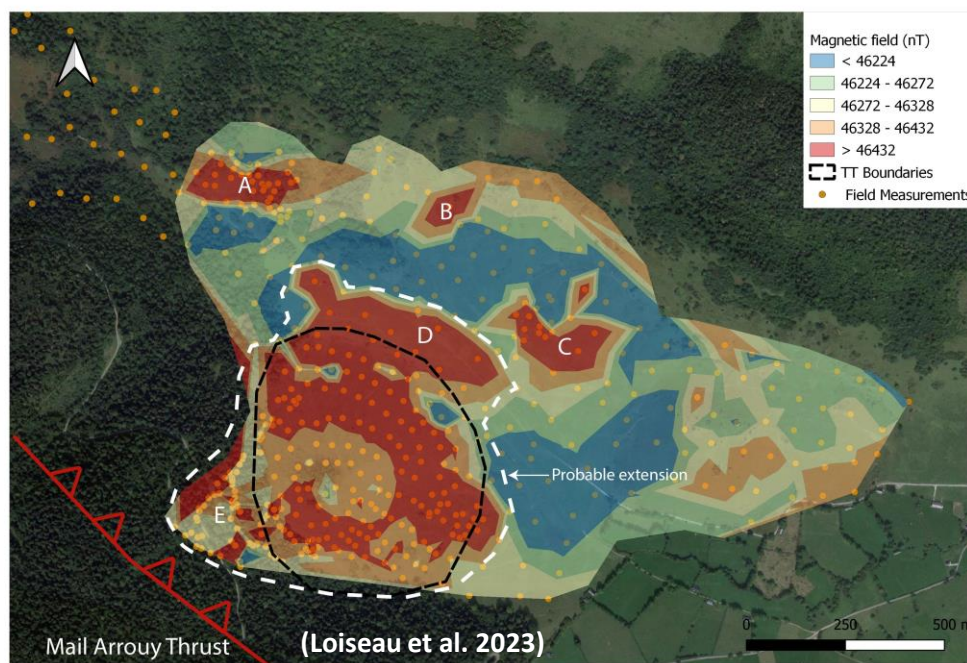 Magnetic field (nT)
< 46224
46224 - 46272
46272 - 46328
46328 - 46432
> 46432
TT Boundaries
Field Measurements
A
B
D
C
Probable extension
E
Mail Arrouy Thrust
(Loiseau et al. 2023)
0 250 500 m